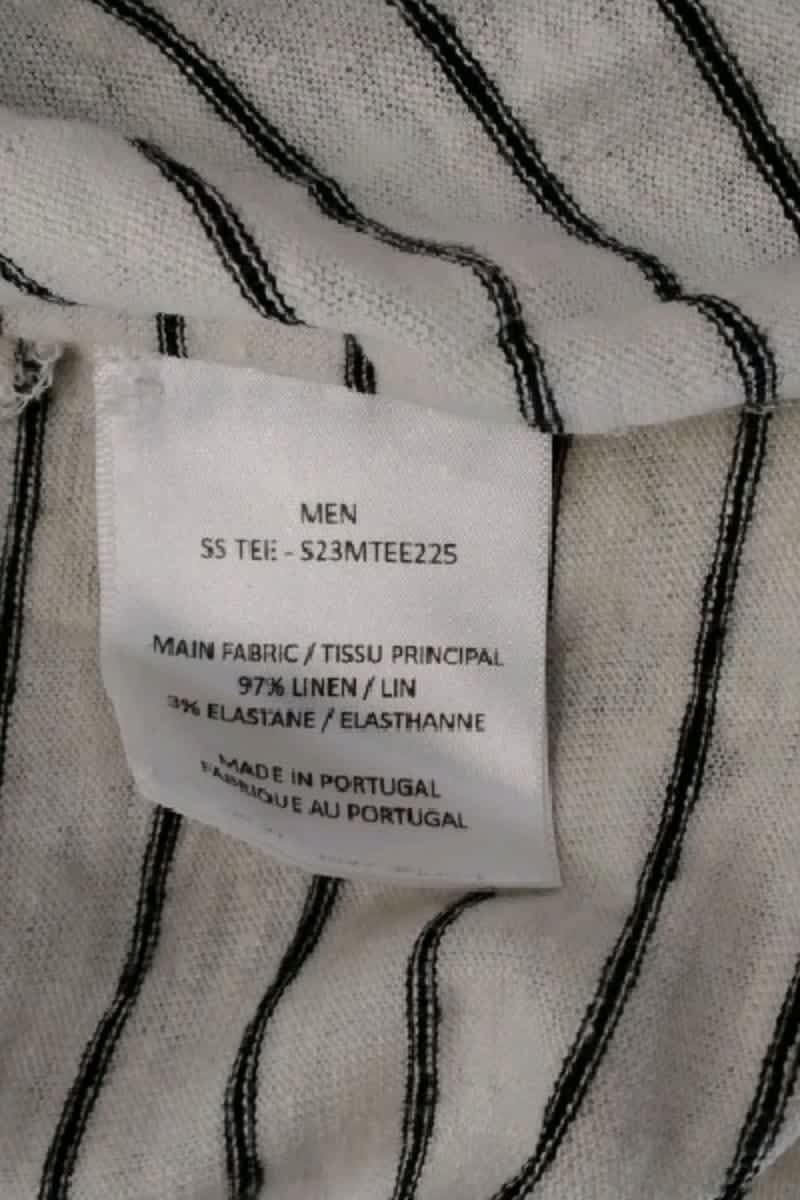 MEN
SS TEE - S23MTEE225
MAIN FABRIC / TISSU PRINCIPAL
97% LINEN / LIN
3% ELASTANE / ELASTHANNE
MADE IN PORTUGAL
FABRIQUE AU PORTUGAL